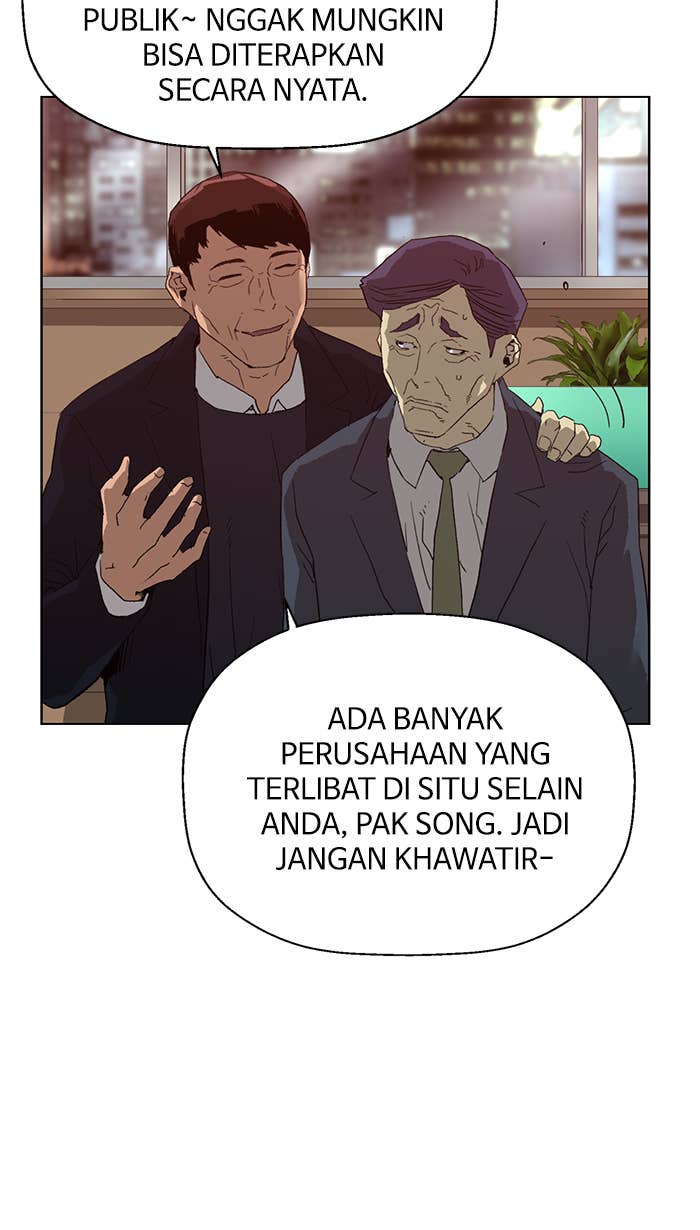 PUBLIK~ NGGAK MUNGKIN
BISA DITERAPKAN
SECARA NYATA.
ADA BANYAK
PERUSAHAAN YANG
TERLIBAT DI SITU SELAIN
ANDA, PAK SONG. JADI
JANGAN KHAWATIR-